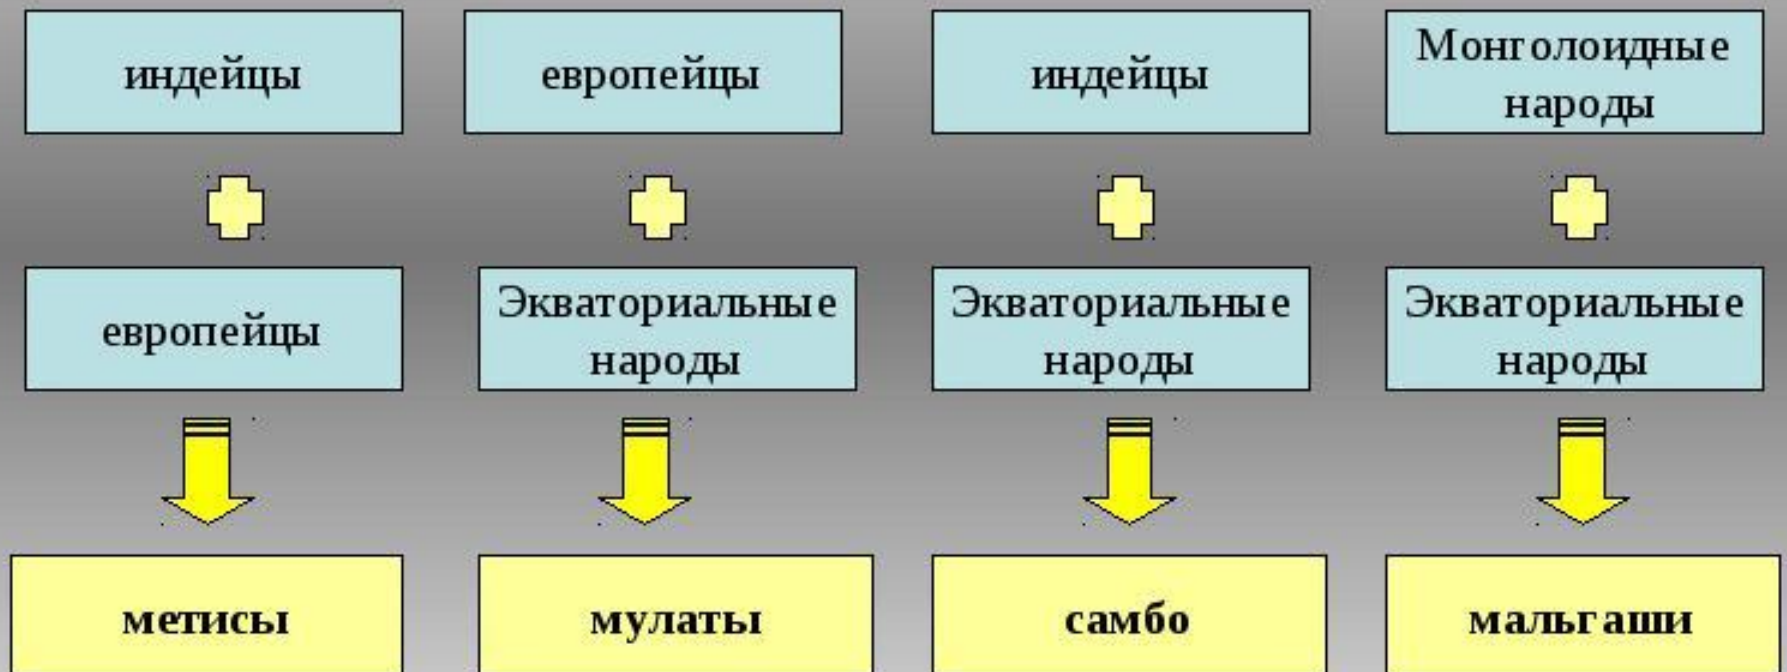 индейцы
европейцы
индейцы
Монголоидные
народы
европейцы
Экваториальные
народы
Экваториальные
народы
Экваториальные
народы
метисы
мулаты
самбо
мальгаши